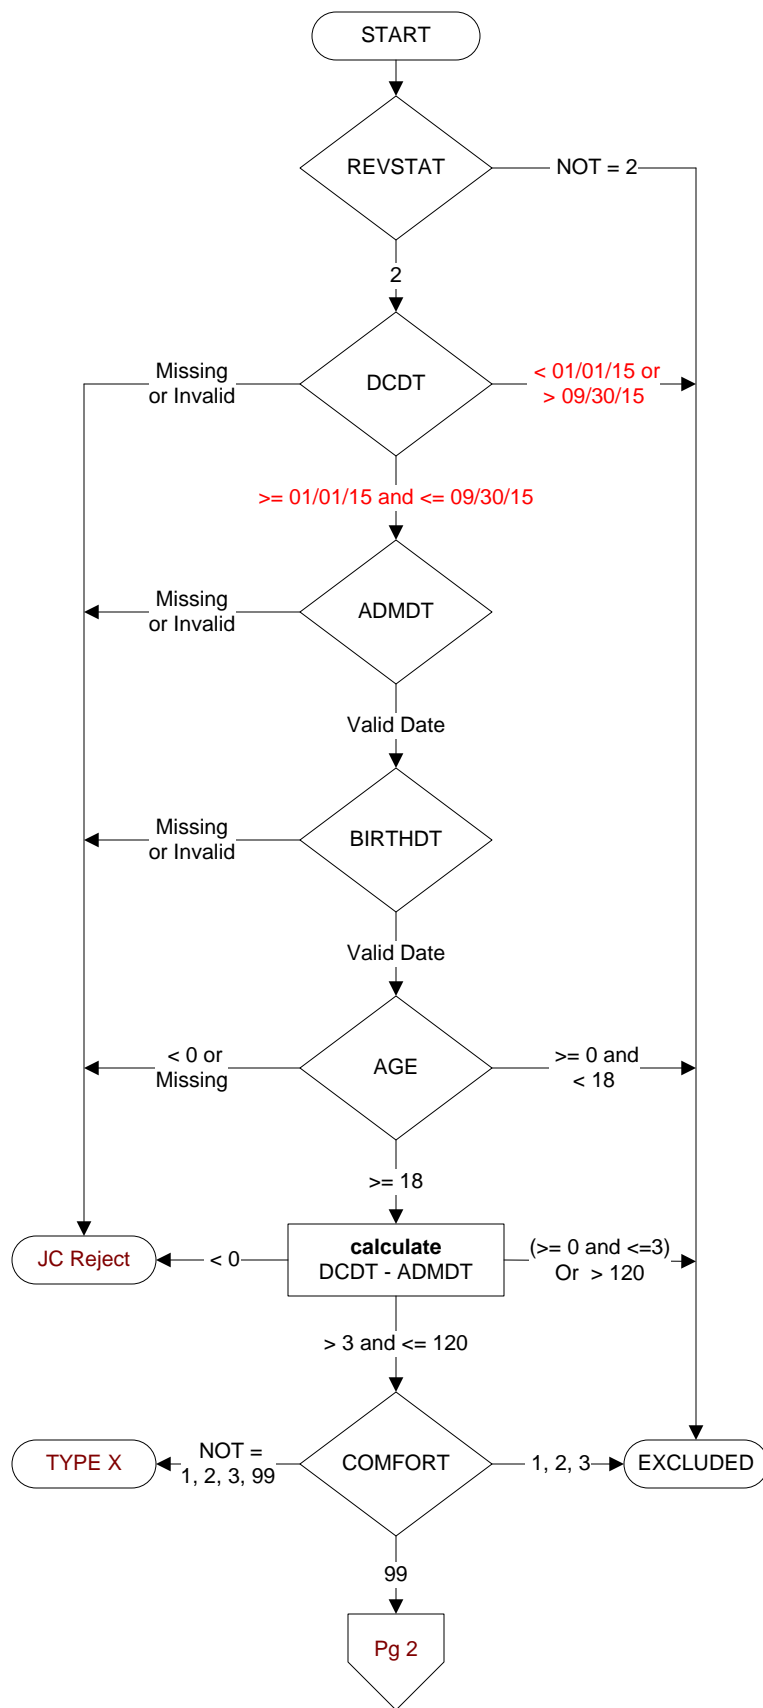 START
REVSTAT
NOT = 2
2
Missing
or Invalid
DCDT
< 01/01/15 or
> 09/30/15
>= 01/01/15 and <= 09/30/15
Missing
or Invalid
ADMDT
Valid Date
Missing
or Invalid
BIRTHDT
Valid Date
< 0 or
Missing
AGE
>= 0 and
< 18
>= 18
JC Reject
< 0
calculate
DCDT - ADMDT
(>= 0 and <=3)
Or > 120
> 3 and <= 120
TYPE X
NOT =
1, 2, 3, 99
COMFORT
1, 2, 3
EXCLUDED
99
Pg 2